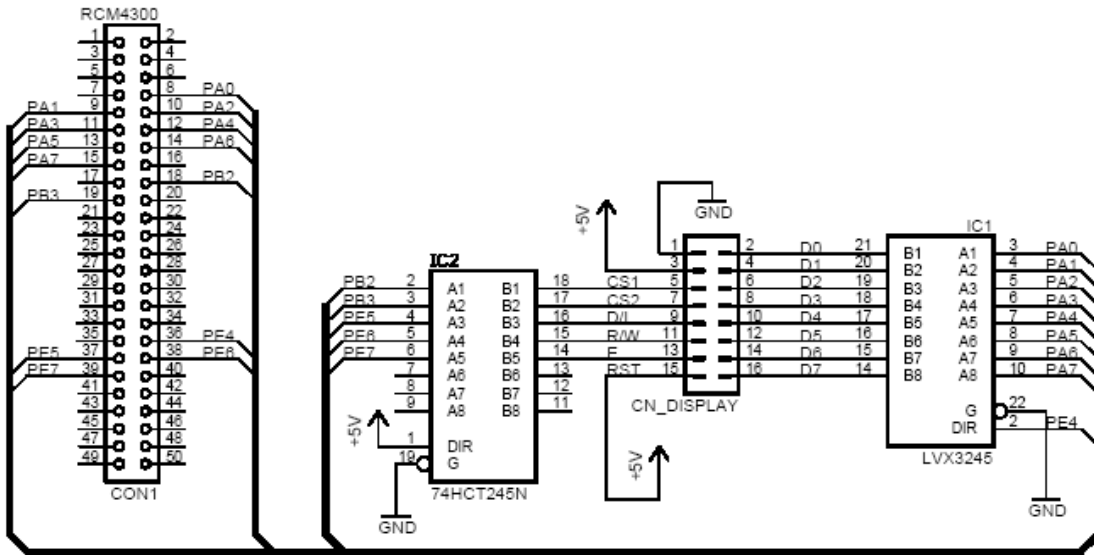 RCM4300
1 2
3 4
5 6
7 8 PA0
PA1 9 10 PA2
PA3 11 12 PA4
PA5 13 14 PA6
PA7 15 16
17 18 PB2
PB3 19 20
21 22
23 24
25 26
27 28
29 30
31 32
33 34
35 36 PE4
PE5 37 38 PE6
PE7 39 40
41 42
43 44
45 46
47 48
49 50
CON1
IC2
PB2 2 A1 B1 18 CS1
PB3 3 A2 B2 17 CS2
PE5 4 A3 B3 16 D/I
PE6 5 A4 B4 15 R/W
PE7 6 A5 B5 14 E
7 A6 B6 13 RST
8 A7 B7 12
9 A8 B8 11
+5V
1 DIR
19 G
74HCT245N
GND
+5V
GND
1 2 D0
3 4 D1
5 6 D2
7 8 D3
9 10 D4
11 12 D5
13 14 D6
15 16 D7
CN_DISPLAY
+5V
IC1
21 B1 A1 3 PA0
20 B2 A2 4 PA1
19 B3 A3 5 PA2
18 B4 A4 6 PA3
17 B5 A5 7 PA4
16 B6 A6 8 PA5
15 B7 A7 9 PA6
14 B8 A8 10 PA7
G 22
DIR 2 PE4
LVX3245
GND